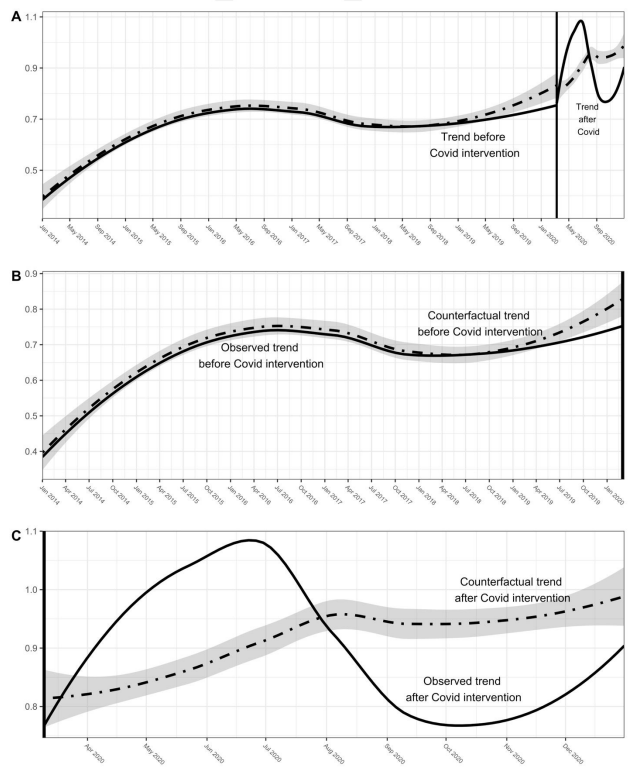 A
1.1
0.9
0.7
0.5
Trend before
Covid intervention
Trend
after
Covid
Jan 2014
May 2014
Sep 2014
Jan 2015
May 2015
Sep 2015
Jan 2016
May 2016
Sep 2016
Jan 2017
May 2017
Sep 2017
Jan 2018
May 2018
Sep 2018
Jan 2019
May 2019
Sep 2019
Jan 2020
May 2020
Sep 2020
B
0.9
0.8
0.7
0.6
0.5
0.4
Counterfactual trend
before Covid intervention
Observed trend
before Covid intervention
Jan 2014
Apr 2014
Jul 2014
Oct 2014
Jan 2015
Apr 2015
Jul 2015
Oct 2015
Jan 2016
Apr 2016
Jul 2016
Oct 2016
Jan 2017
Apr 2017
Jul 2017
Oct 2017
Jan 2018
Apr 2018
Jul 2018
Oct 2018
Jan 2019
Apr 2019
Jul 2019
Oct 2019
Jan 2020
C
1.1
1.0
0.9
0.8
Counterfactual trend
after Covid intervention
Observed trend
after Covid intervention
Apr 2020
May 2020
Jun 2020
Jul 2020
Aug 2020
Sep 2020
Oct 2020
Nov 2020
Dec 2020